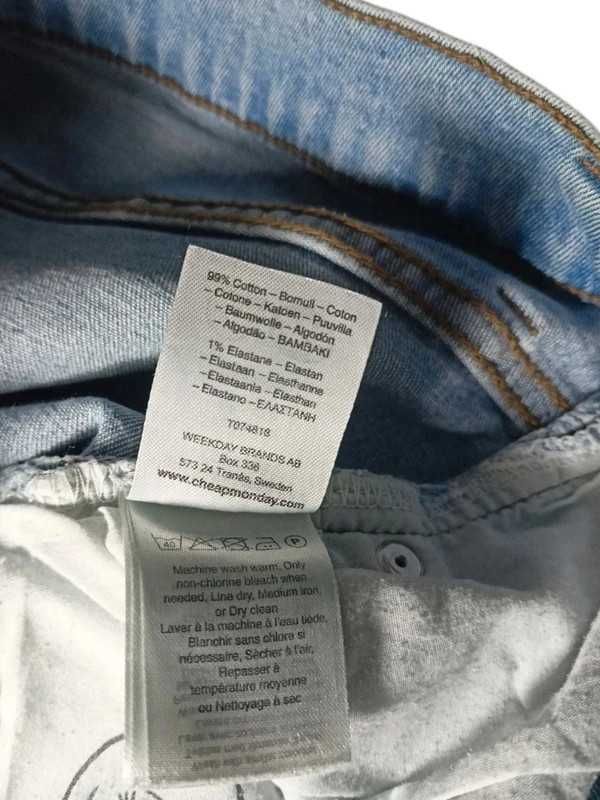 99% Cotton – Bomull – Coton
– Cotone – Katoen – Puuvilla
– Baumwolle – Algodón
– Algodão – BAMBAKI
1% Elastane – Elastan
– Elastaan – Elasthanne
– Elastaania – Elasthan
– Elastano – ΕΛΑΣΤΑΝΗ
T074818
WEEKDAY BRANDS AB
Box 336
573 24 Tranås, Sweden
www.cheapmonday.com
40 P
Machine wash warm, Only
non-chlorine bleach when
needed, Line dry, Medium iron,
or Dry clean
Laver à la machine à l'eau tiède,
Blanchir sans chlore si
nécessaire, Sècher à l'air,
Repasser à
température moyenne
ou Nettoyage à sec